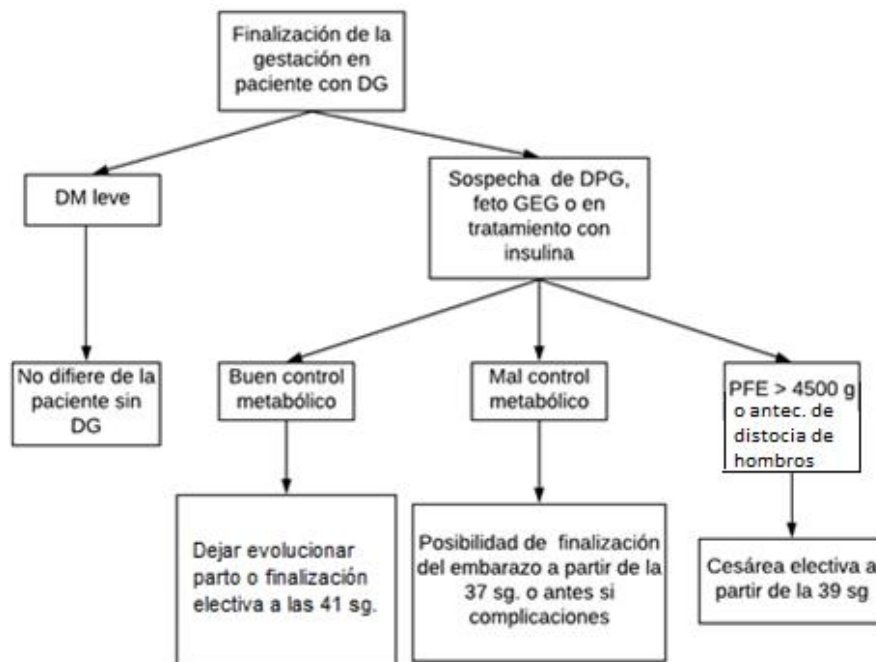 Finalización de la
gestación en
paciente con DG
DM leve
Sospecha de DPG,
feto GEG o en
tratamiento con
insulina
No difiere de la
paciente sin
DG
Buen control
metabólico
Mal control
metabólico
PFE > 4500 g
o antec. de
distocia de
hombros
Dejar evolucionar
parto o finalización
electiva a las 41 sg.
Posibilidad de finalización
del embarazo a partir de la
37 sg. o antes si
complicaciones
Cesárea electiva a
partir de la 39 sg